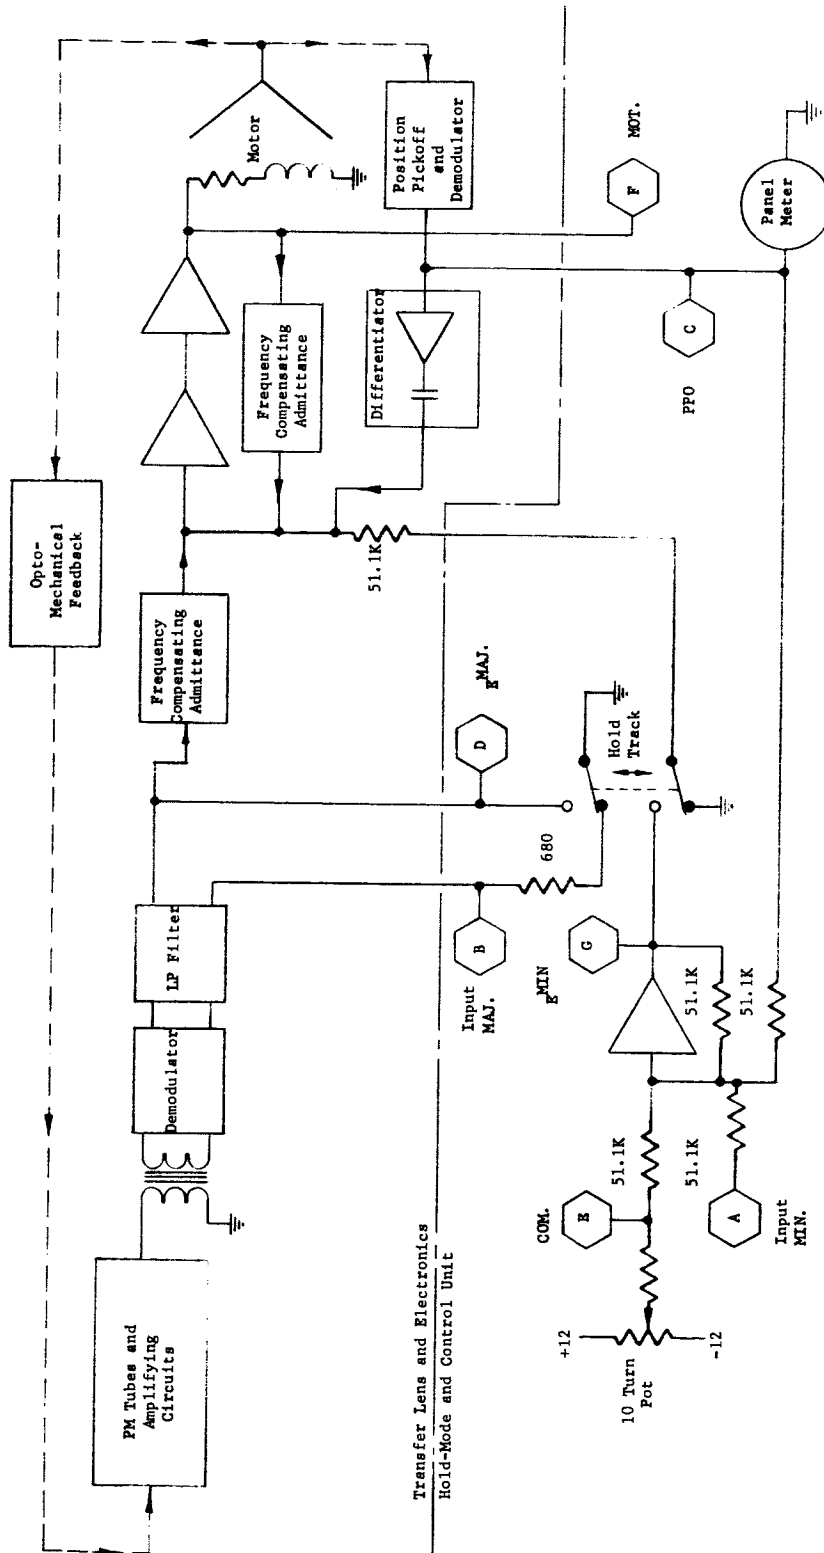 Opto-
Mechanical
Feedback
PM Tubes and
Amplifying
Circuits
Demodulator
LP Filter
Frequency
Compensating
Admittance
Frequency
Compensating
Admittance
Motor
Differentiator
Position
Pickoff
and
Demodulator
51.1K
Transfer Lens and Electronics
Hold-Mode and Control Unit
B
Input
MAJ.
680
D
E MAJ.
Hold
Track
F
MOT.
C
PPO
Panel
Meter
+12
-12
10 Turn
Pot
COM.
E
51.1K
G
E MIN
51.1K
51.1K
51.1K
A
Input
MIN.